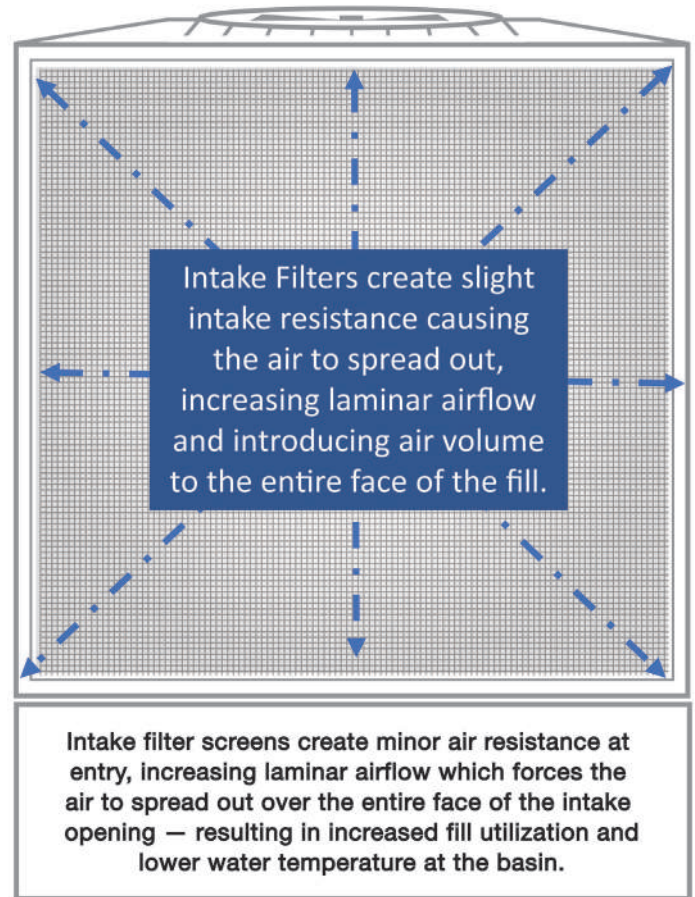 Intake Filters create slight
intake resistance causing
the air to spread out,
increasing laminar airflow
and introducing air volume
to the entire face of the fill.
Intake filter screens create minor air resistance at
entry, increasing laminar airflow which forces the
air to spread out over the entire face of the intake
opening — resulting in increased fill utilization and
lower water temperature at the basin.